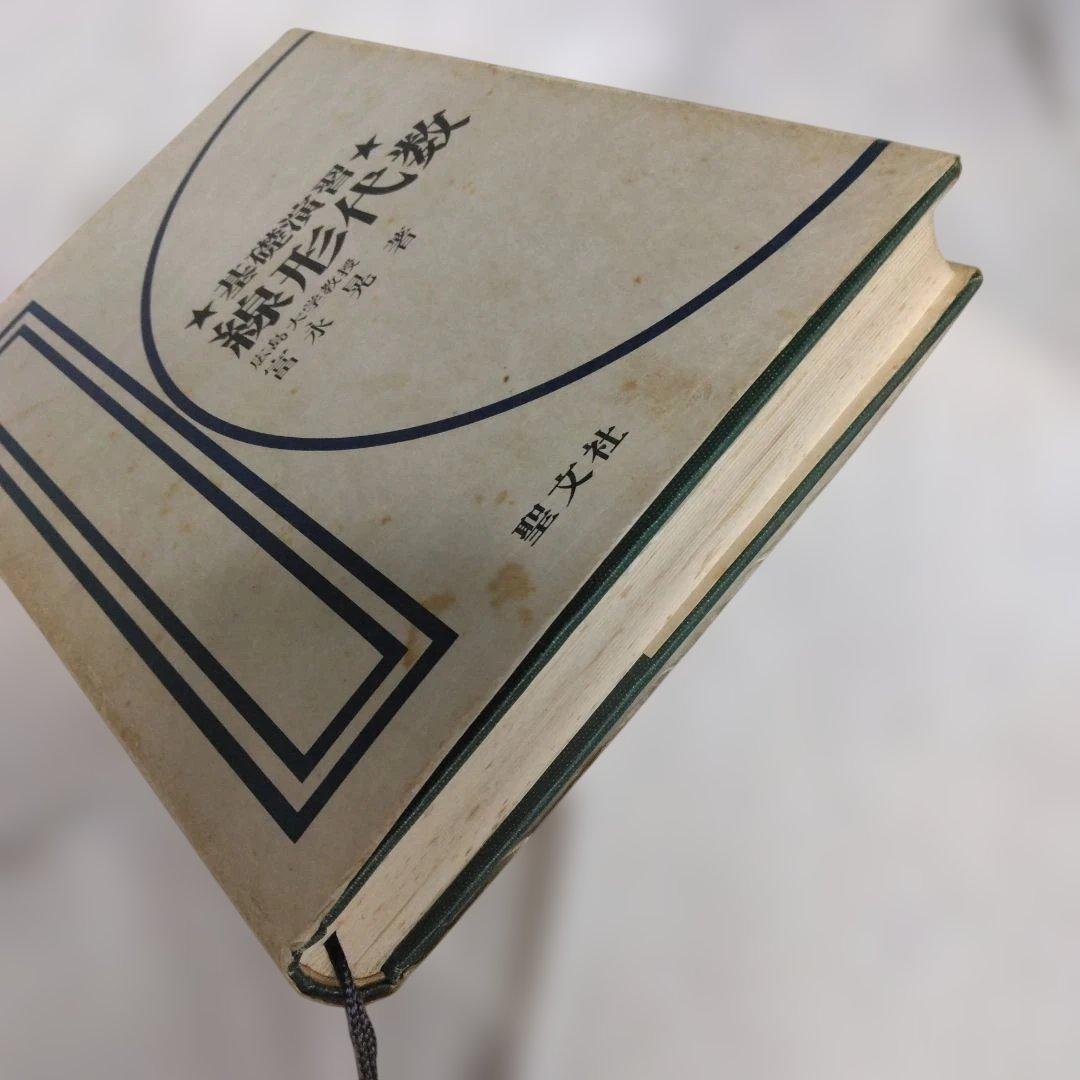 ★基礎演習★
線形代数
広島大学教授
富永晃著
聖文社